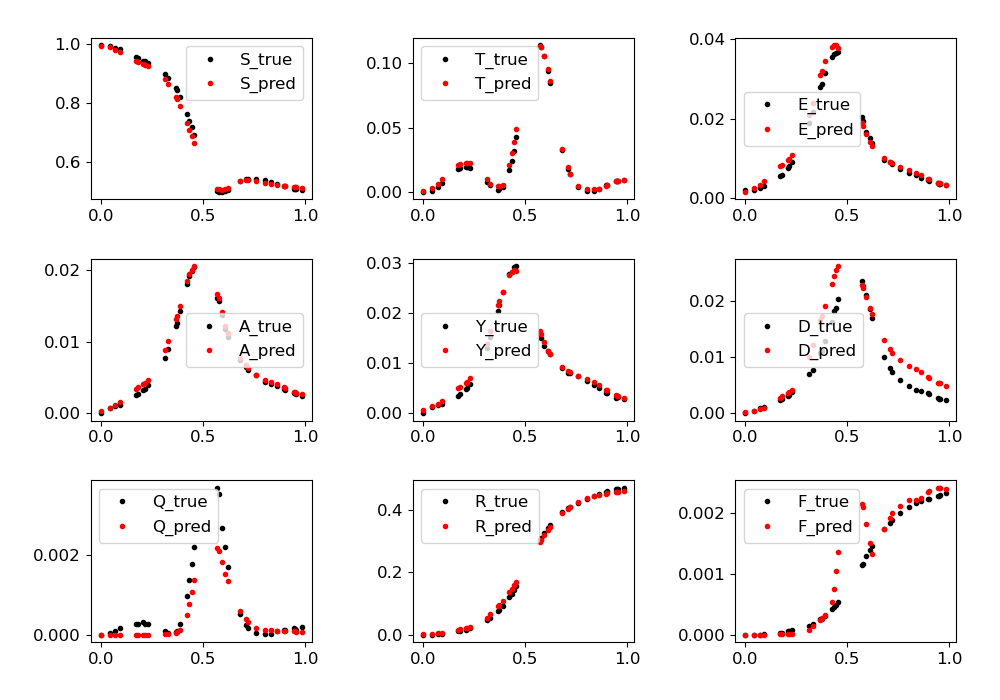 S_true
S_pred
1.0
0.8
0.6
0.0 0.5 1.0
T_true
T_pred
0.10
0.05
0.00
0.0 0.5 1.0
E_true
E_pred
0.04
0.02
0.00
0.0 0.5 1.0
A_true
A_pred
0.02
0.01
0.00
0.0 0.5 1.0
Y_true
Y_pred
0.03
0.02
0.01
0.00
0.0 0.5 1.0
D_true
D_pred
0.02
0.01
0.00
0.0 0.5 1.0
Q_true
Q_pred
0.002
0.000
0.0 0.5 1.0
R_true
R_pred
0.4
0.2
0.0
0.0 0.5 1.0
F_true
F_pred
0.002
0.001
0.000
0.0 0.5 1.0